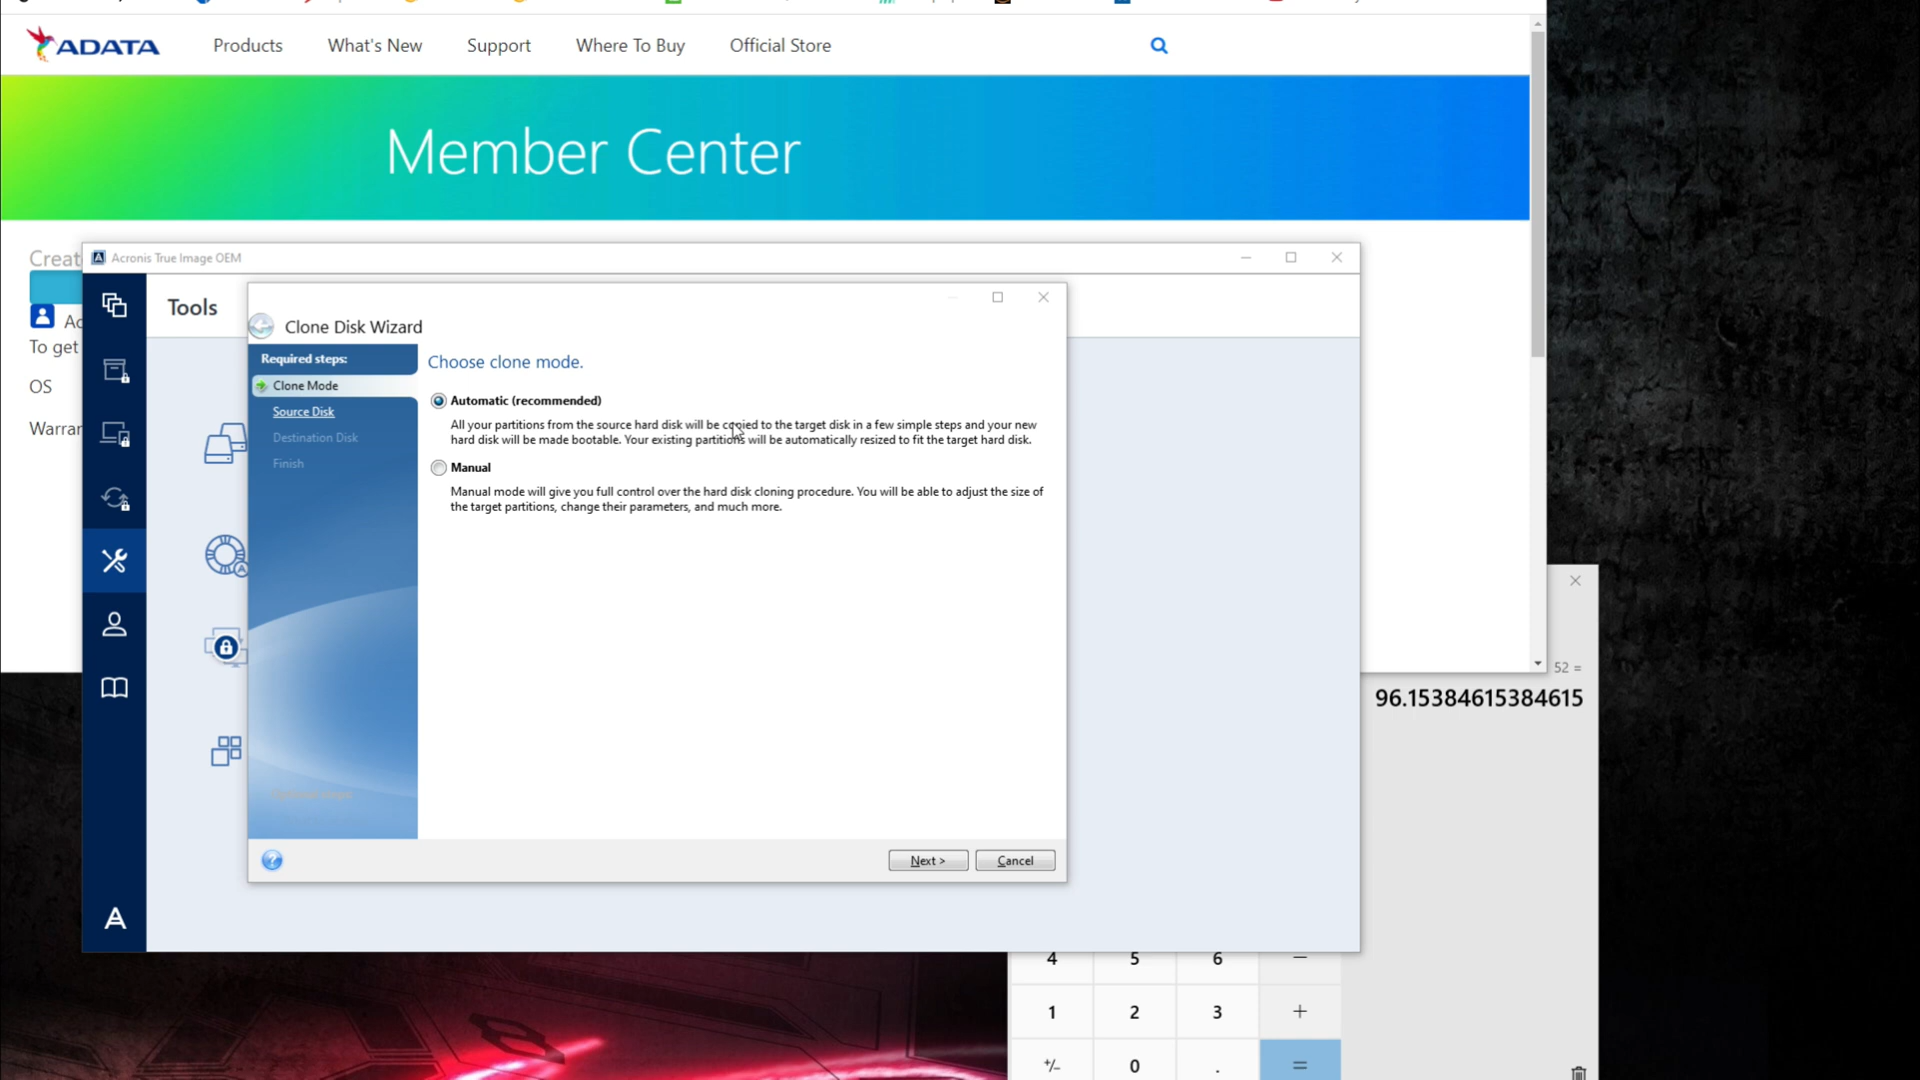 ADATA
Products
What's New
Support
Where To Buy
Official Store
Member Center
Creat
Ac
To get
OS
Warran
Acronis True Image OEM
Tools
Clone Disk Wizard
Required steps:
Clone Mode
Source Disk
Destination Disk
Finish
Choose clone mode.
Automatic (recommended)
All your partitions from the source hard disk will be copied to the target disk in a few simple steps and your new
hard disk will be made bootable. Your existing partitions will be automatically resized to fit the target hard disk.
Manual
Manual mode will give you full control over the hard disk cloning procedure. You will be able to adjust the size of
the target partitions, change their parameters, and much more.
Next >
Cancel
52 =
96.15384615384615
4 5 6 −
1 2 3 +
+/− 0 . =